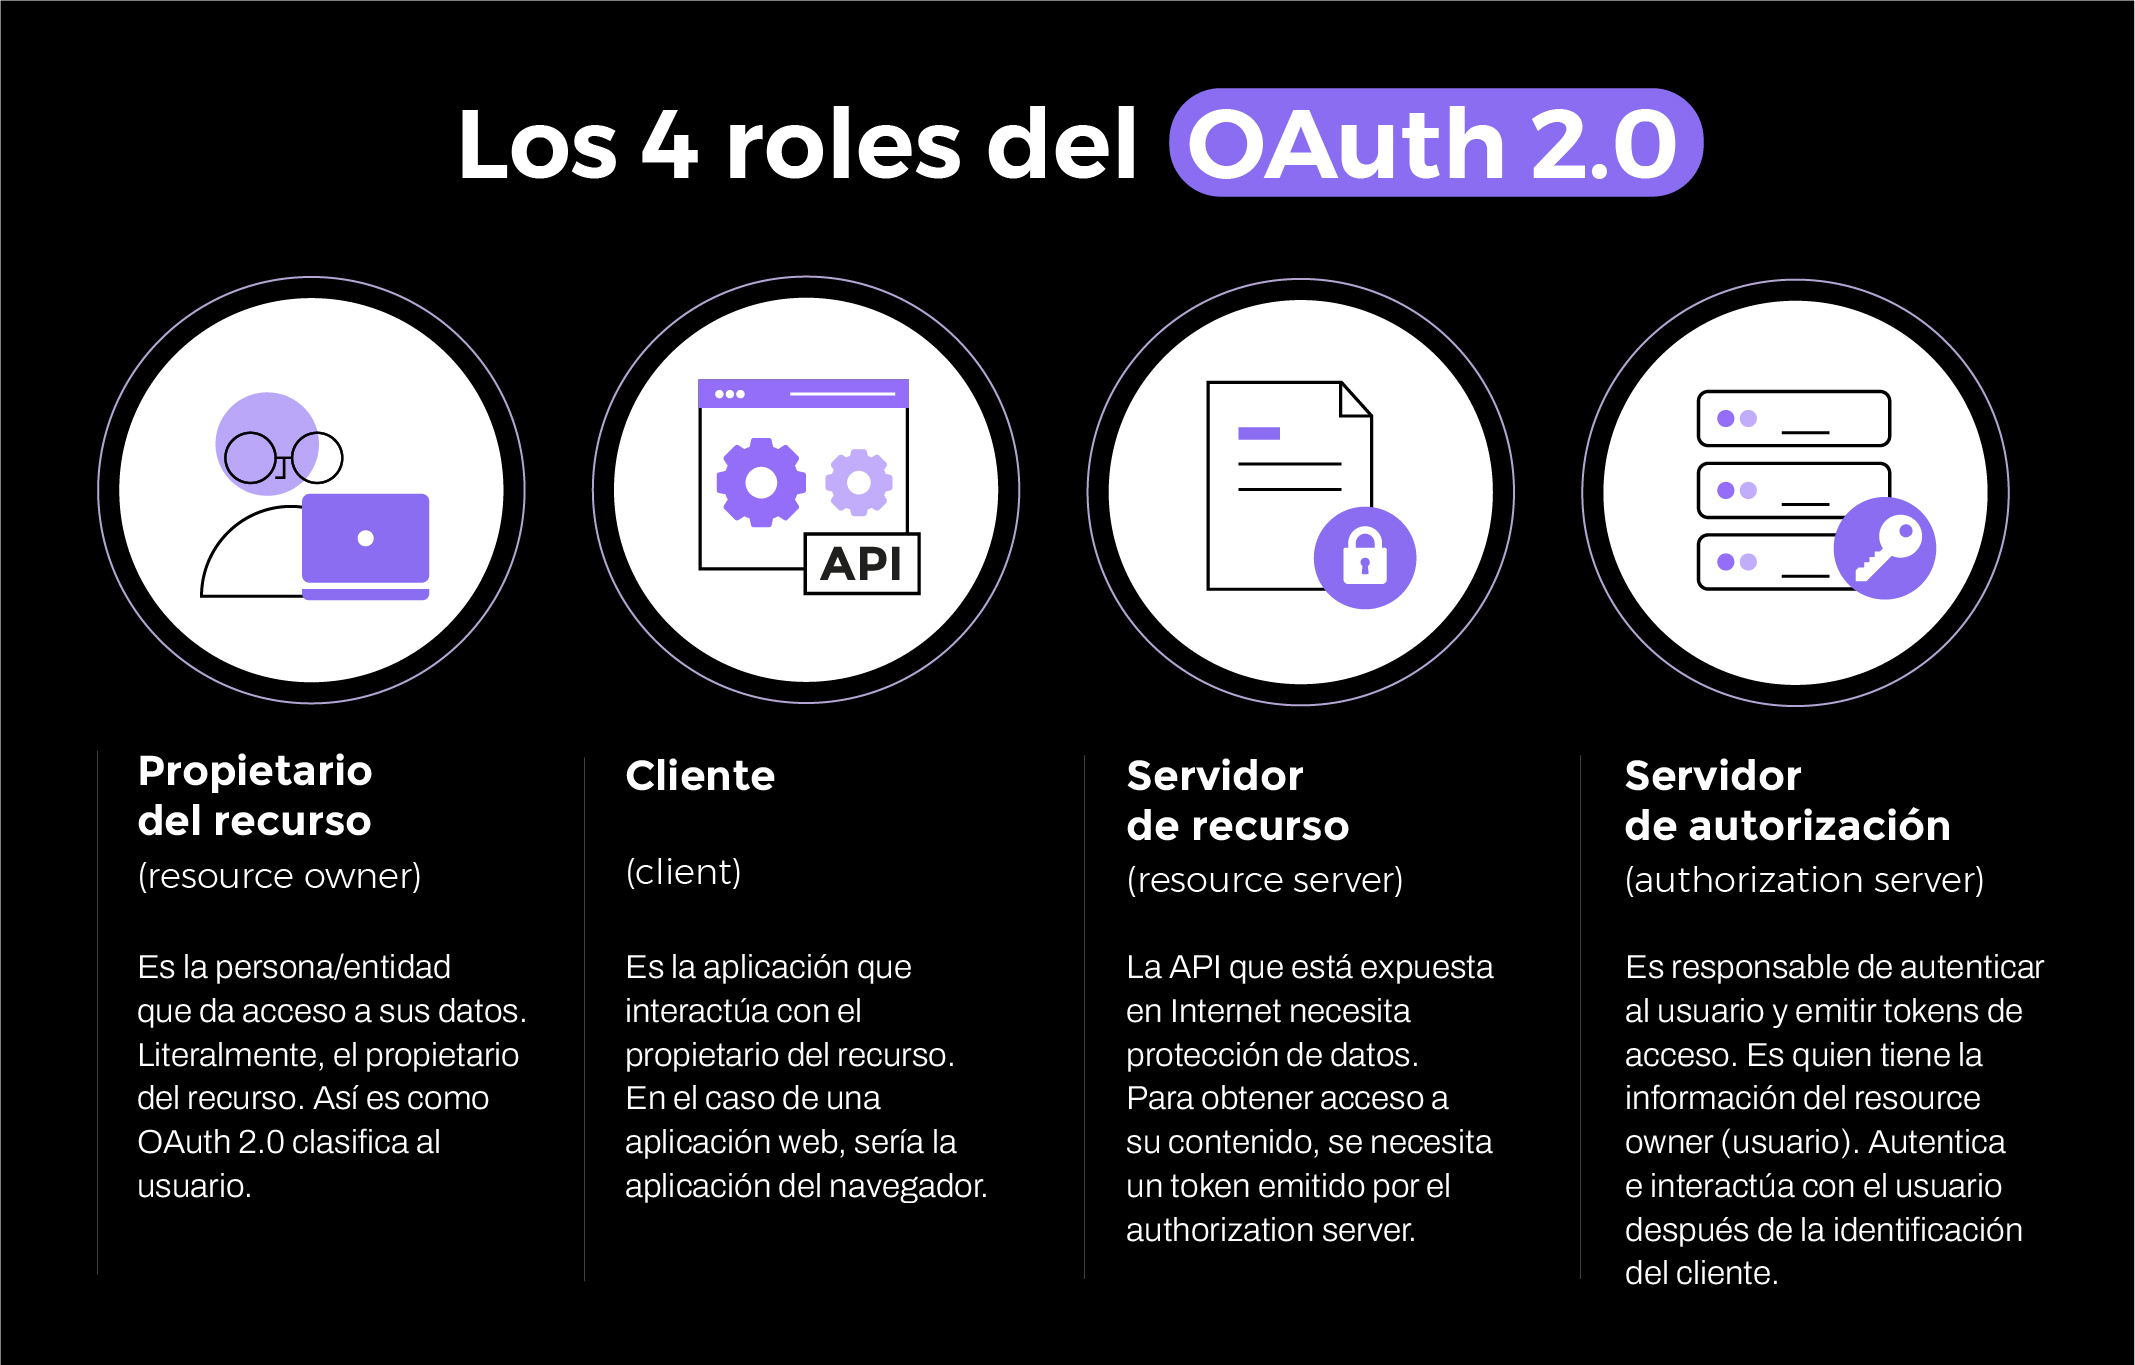 Los 4 roles del OAuth 2.0
API
Propietario
del recurso
(resource owner)
Es la persona/entidad
que da acceso a sus datos.
Literalmente, el propietario
del recurso. Así es como
OAuth 2.0 clasifica al
usuario.
Cliente
(client)
Es la aplicación que
interactúa con el
propietario del recurso.
En el caso de una
aplicación web, sería la
aplicación del navegador.
Servidor
de recurso
(resource server)
La API que está expuesta
en Internet necesita
protección de datos.
Para obtener acceso a
su contenido, se necesita
un token emitido por el
authorization server.
Servidor
de autorización
(authorization server)
Es responsable de autenticar
al usuario y emitir tokens de
acceso. Es quien tiene la
información del resource
owner (usuario). Autentica
e interactúa con el usuario
después de la identificación
del cliente.